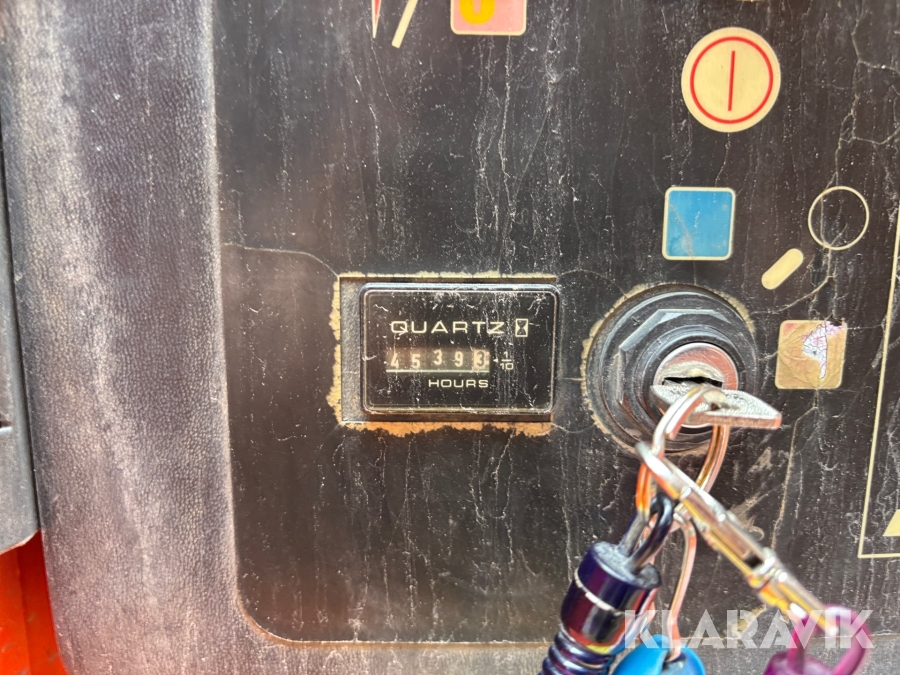 QUARTZ
45393 1/10
HOURS
KLARAVIK